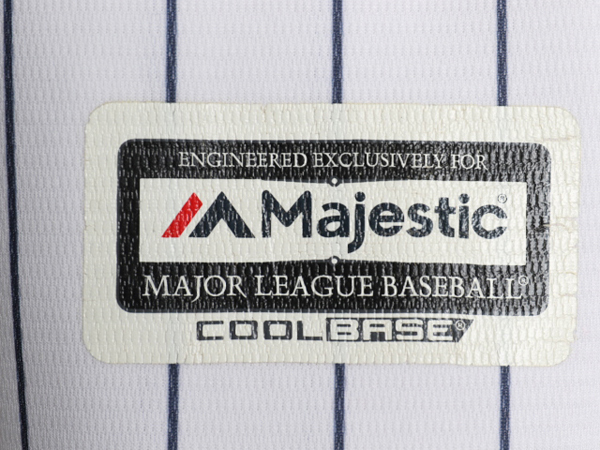 ENGINEERED EXCLUSIVELY FOR
Majestic®
MAJOR LEAGUE BASEBALL®
COOLBASE®